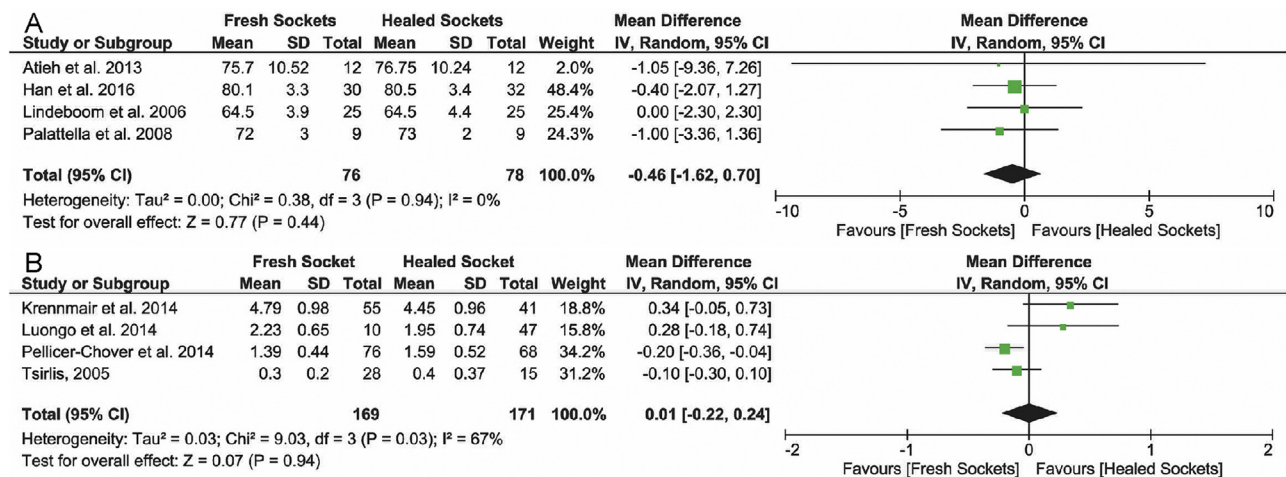 A
Fresh Sockets Healed Sockets Mean Difference Mean Difference
Study or Subgroup Mean SD Total Mean SD Total Weight IV, Random, 95% CI IV, Random, 95% CI
Atieh et al. 2013 75.7 10.52 12 76.75 10.24 12 2.0% -1.05 [-9.36, 7.26]
Han et al. 2016 80.1 3.3 30 80.5 3.4 32 48.4% -0.40 [-2.07, 1.27]
Lindeboom et al. 2006 64.5 3.9 25 64.5 4.4 25 25.4% 0.00 [-2.30, 2.30]
Palattella et al. 2008 72 3 9 73 2 9 24.3% -1.00 [-3.36, 1.36]
Total (95% CI) 76 78 100.0% -0.46 [-1.62, 0.70]
Heterogeneity: Tau² = 0.00; Chi² = 0.38, df = 3 (P = 0.94); I² = 0%
Test for overall effect: Z = 0.77 (P = 0.44)
-10 -5 0 5 10
Favours [Fresh Sockets] Favours [Healed Sockets]
B
Fresh Socket Healed Socket Mean Difference Mean Difference
Study or Subgroup Mean SD Total Mean SD Total Weight IV, Random, 95% CI IV, Random, 95% CI
Krennmair et al. 2014 4.79 0.98 55 4.45 0.96 41 18.8% 0.34 [-0.05, 0.73]
Luongo et al. 2014 2.23 0.65 10 1.95 0.74 47 15.8% 0.28 [-0.18, 0.74]
Pellicer-Chover et al. 2014 1.39 0.44 76 1.59 0.52 68 34.2% -0.20 [-0.36, -0.04]
Tsirlis, 2005 0.3 0.2 28 0.4 0.37 15 31.2% -0.10 [-0.30, 0.10]
Total (95% CI) 169 171 100.0% 0.01 [-0.22, 0.24]
Heterogeneity: Tau² = 0.03; Chi² = 9.03, df = 3 (P = 0.03); I² = 67%
Test for overall effect: Z = 0.07 (P = 0.94)
-2 -1 0 1 2
Favours [Fresh Sockets] Favours [Healed Sockets]